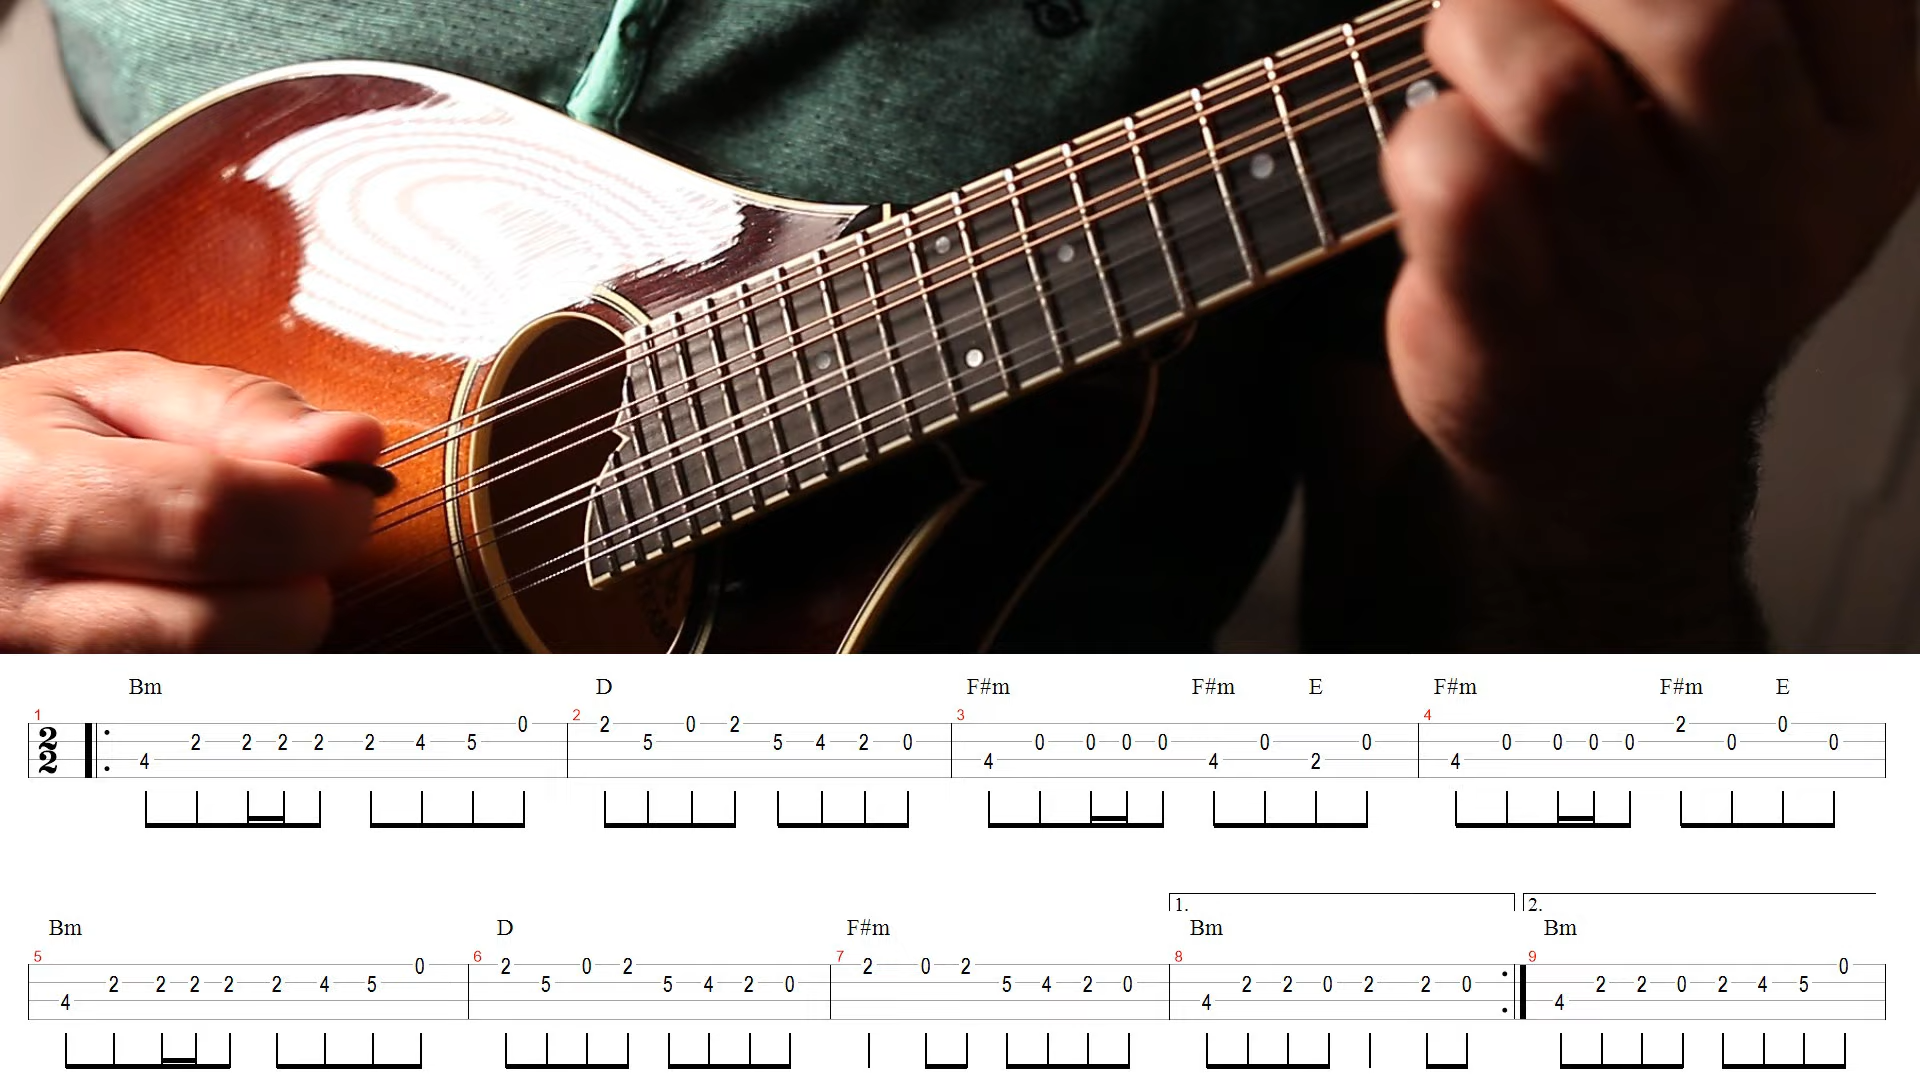 Bm D F#m F#m E F#m F#m E
1 2 3 4
2 0 2 0 2 0
2 2 2 2 2 4 5 5 5 4 2 0 0 0 0 0 0 0 0 0 0 0 0 0 0
4 4 4 2 4
2
1. 2.
Bm D F#m Bm Bm
5 6 7 8 9
0 2 0 2 2 0 2 0
2 2 2 2 2 4 5 5 5 4 2 0 5 4 2 0 2 2 0 2 2 0 2 2 0 2 4 5
4 4 4